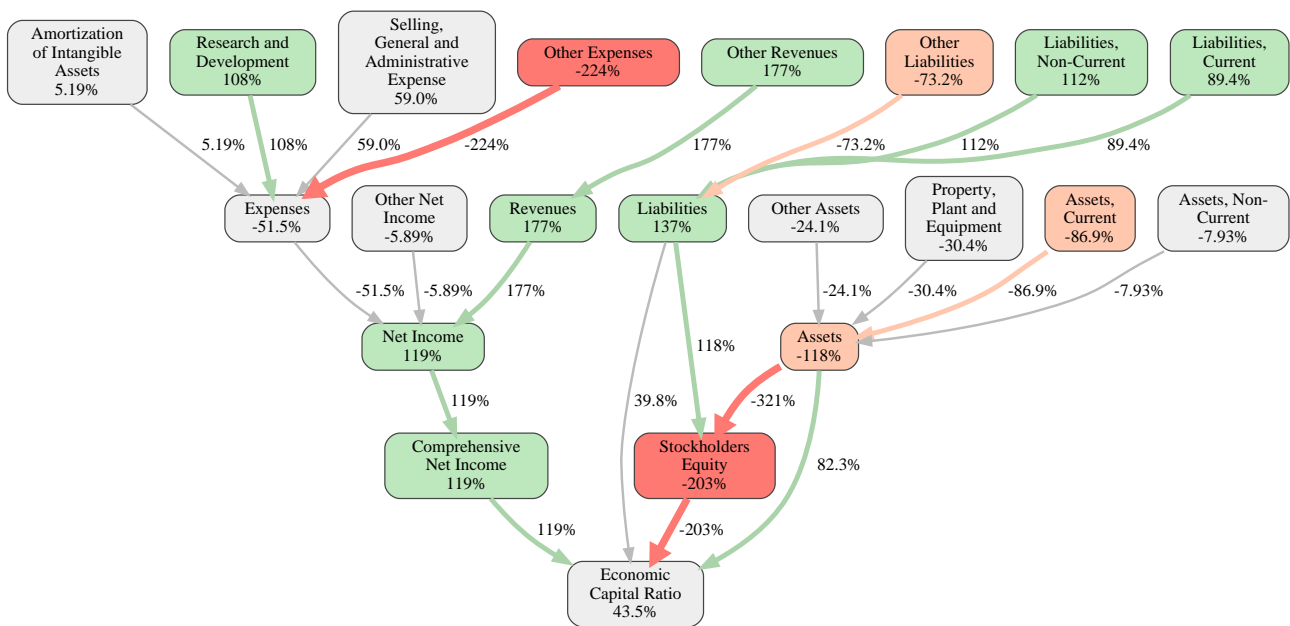 Amortization
of Intangible
Assets
5.19%
Research and
Development
108%
Selling,
General and
Administrative
Expense
59.0%
Other Expenses
-224%
Other Revenues
177%
Other
Liabilities
-73.2%
Liabilities,
Non-Current
112%
Liabilities,
Current
89.4%
5.19%
108%
59.0%
-224%
177%
-73.2%
112%
89.4%
Expenses
-51.5%
Other Net
Income
-5.89%
Revenues
177%
Liabilities
137%
Other Assets
-24.1%
Property,
Plant and
Equipment
-30.4%
Assets,
Current
-86.9%
Assets, Non-
Current
-7.93%
-51.5%
-5.89%
177%
-24.1%
-30.4%
-86.9%
-7.93%
Net Income
119%
118%
Assets
-118%
119%
39.8%
-321%
Comprehensive
Net Income
119%
Stockholders
Equity
-203%
82.3%
119%
-203%
Economic
Capital Ratio
43.5%